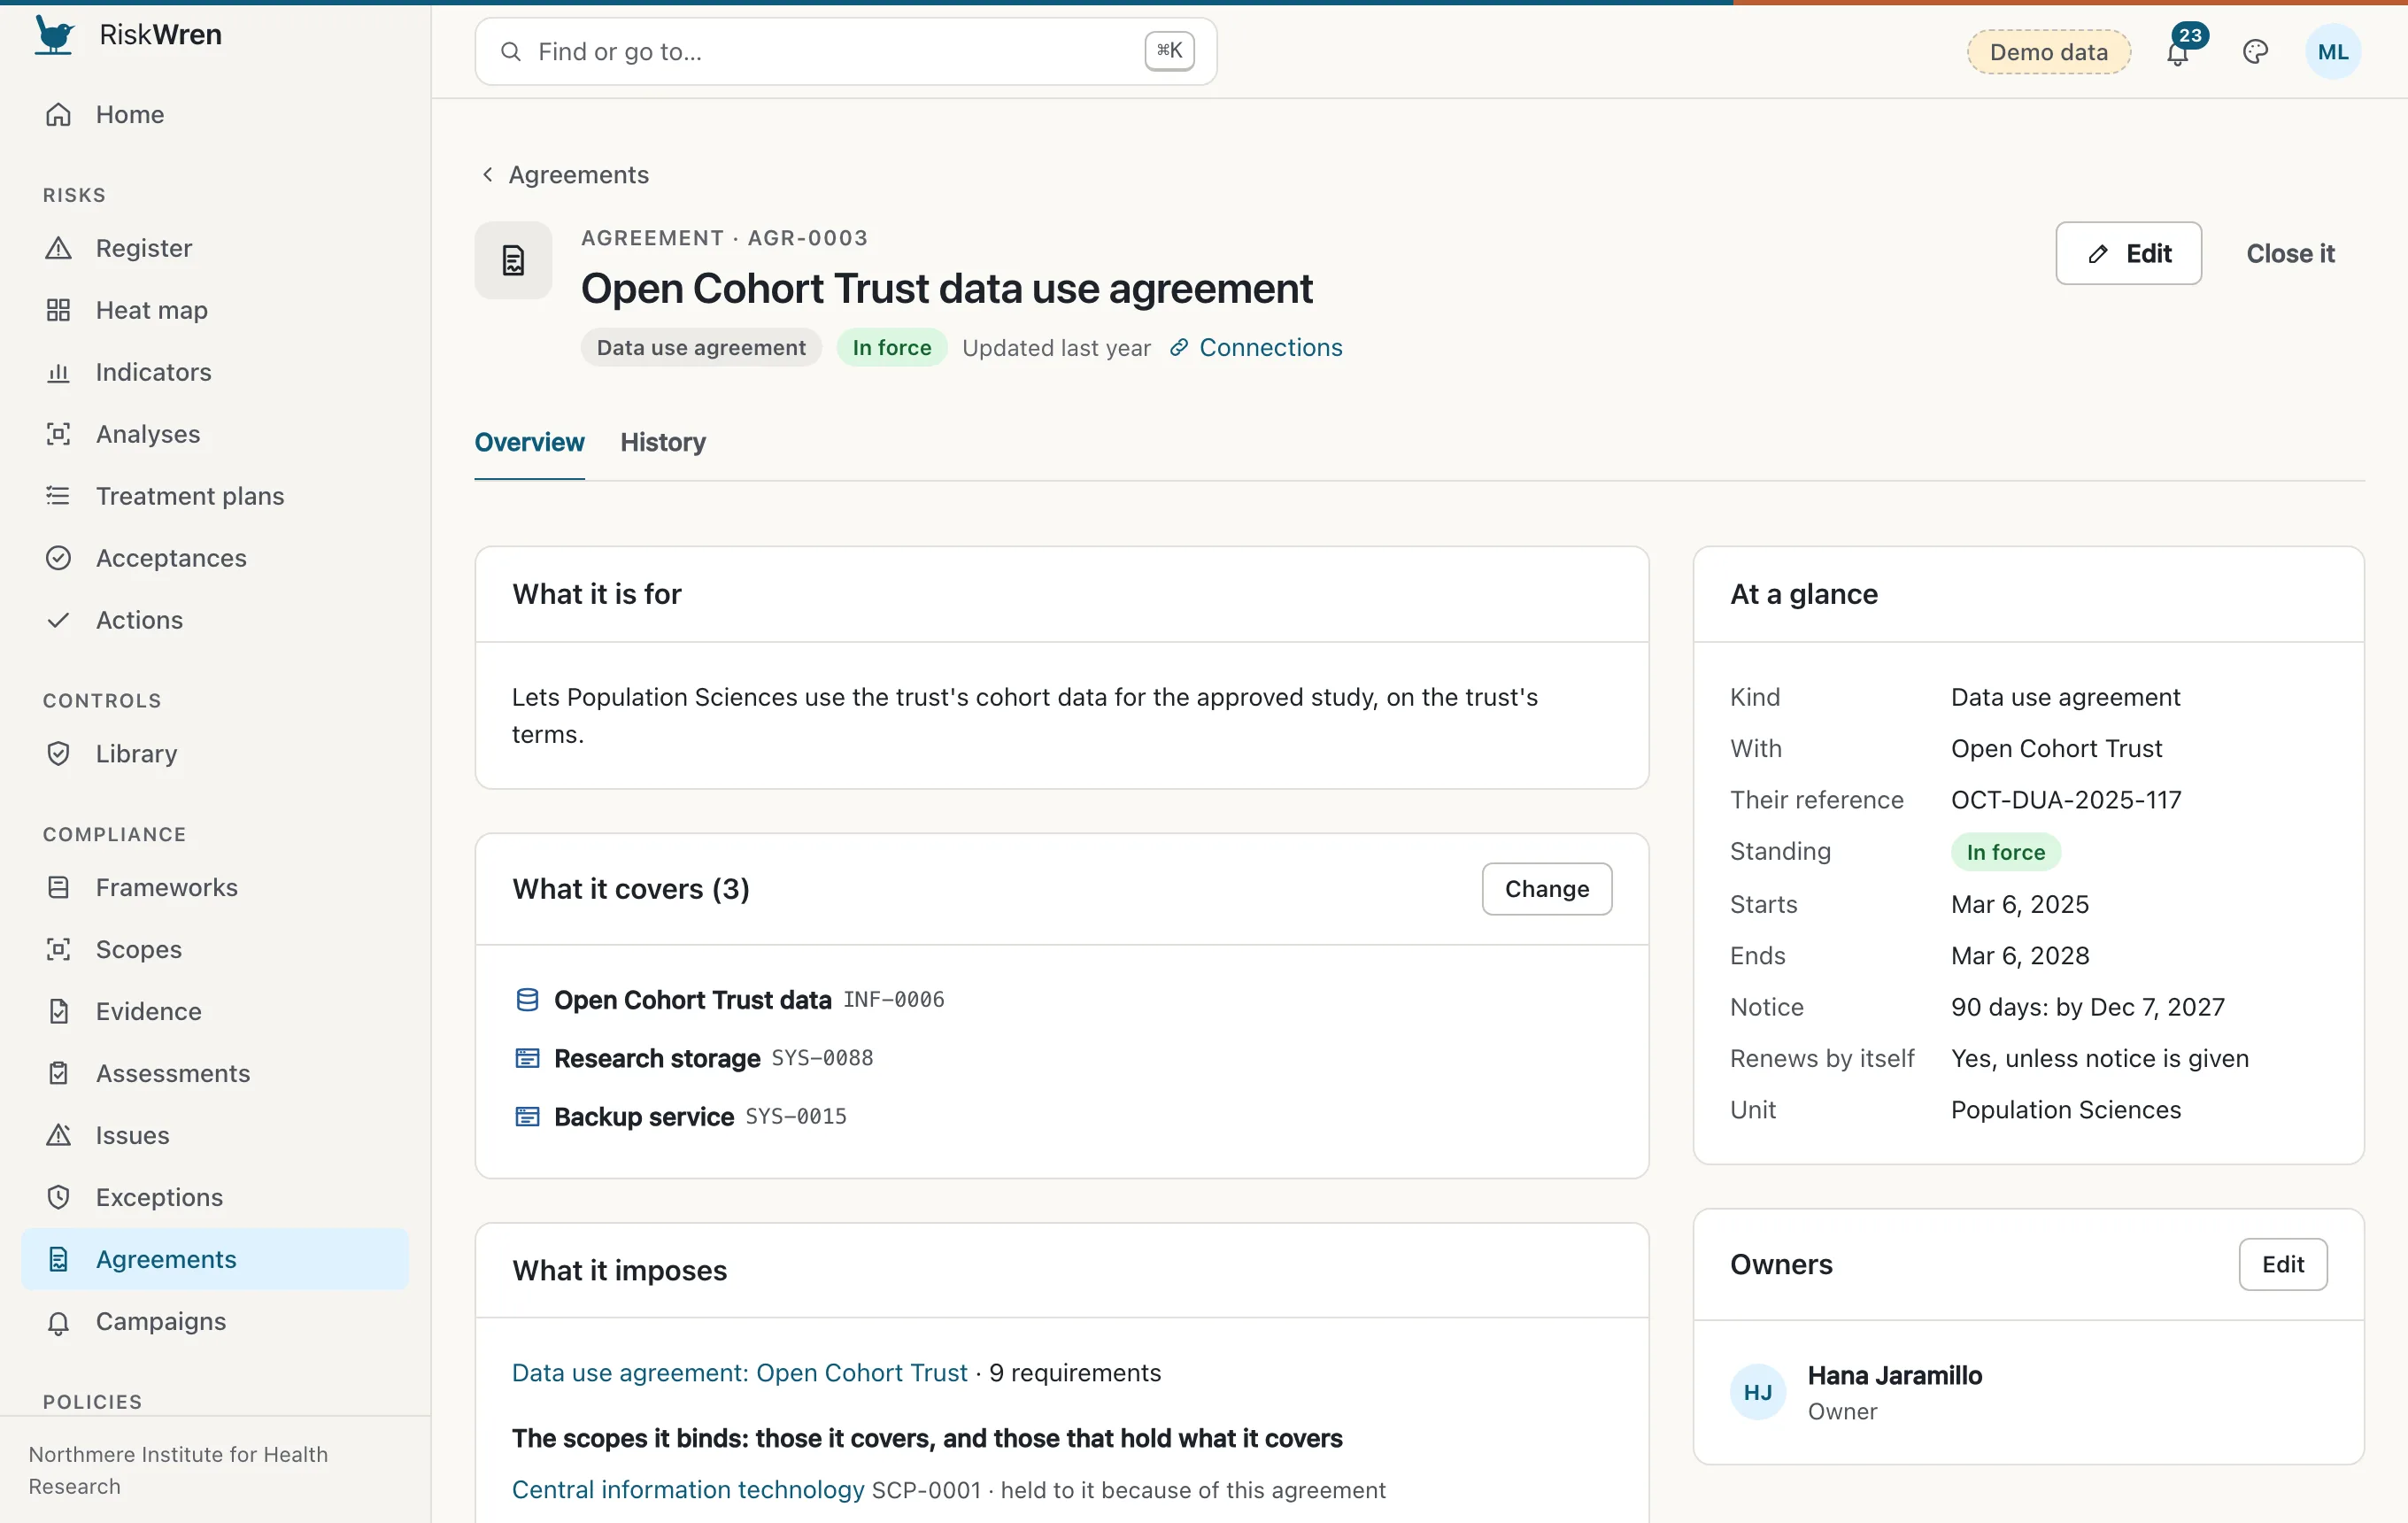 RiskWren
Find or go to...
⌘K
Demo data
23
ML
Home
RISKS
Register
Heat map
Indicators
Analyses
Treatment plans
Acceptances
Actions
CONTROLS
Library
COMPLIANCE
Frameworks
Scopes
Evidence
Assessments
Issues
Exceptions
Agreements
Campaigns
POLICIES
Northmere Institute for Health
Research
Agreements
AGREEMENT · AGR-0003
Open Cohort Trust data use agreement
Data use agreement In force Updated last year Connections
Edit
Close it
Overview History
What it is for
Lets Population Sciences use the trust's cohort data for the approved study, on the trust's
terms.
What it covers (3)
Change
Open Cohort Trust data INF-0006
Research storage SYS-0088
Backup service SYS-0015
What it imposes
Data use agreement: Open Cohort Trust · 9 requirements
The scopes it binds: those it covers, and those that hold what it covers
Central information technology SCP-0001 · held to it because of this agreement
At a glance
Kind Data use agreement
With Open Cohort Trust
Their reference OCT-DUA-2025-117
Standing In force
Starts Mar 6, 2025
Ends Mar 6, 2028
Notice 90 days: by Dec 7, 2027
Renews by itself Yes, unless notice is given
Unit Population Sciences
Owners
Edit
HJ
Hana Jaramillo
Owner